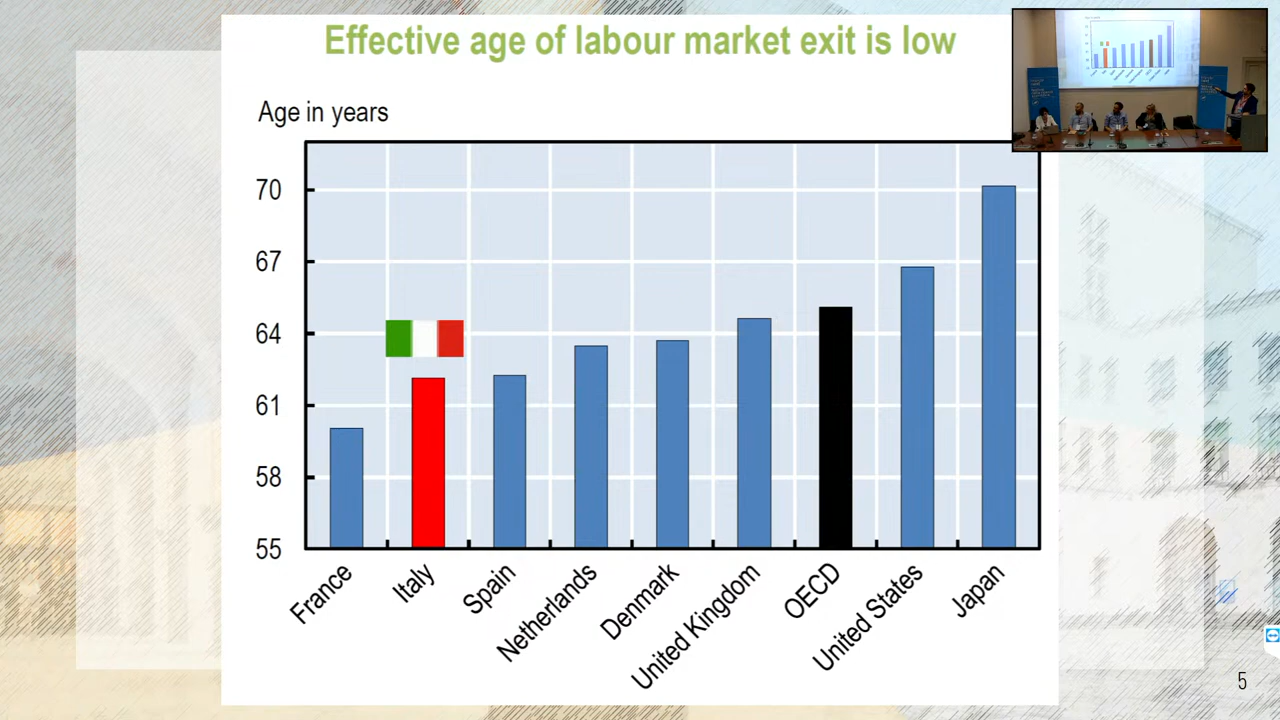 Effective age of labour market exit is low
Age in years
70
67
64
61
58
55
France
Italy
Spain
Netherlands
Denmark
United Kingdom
OECD
United States
Japan
5